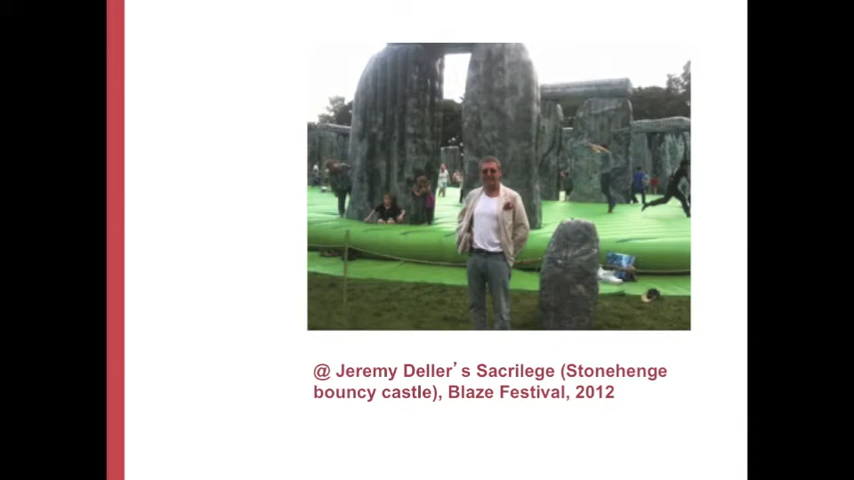 @ Jeremy Deller’s Sacrilege (Stonehenge
bouncy castle), Blaze Festival, 2012